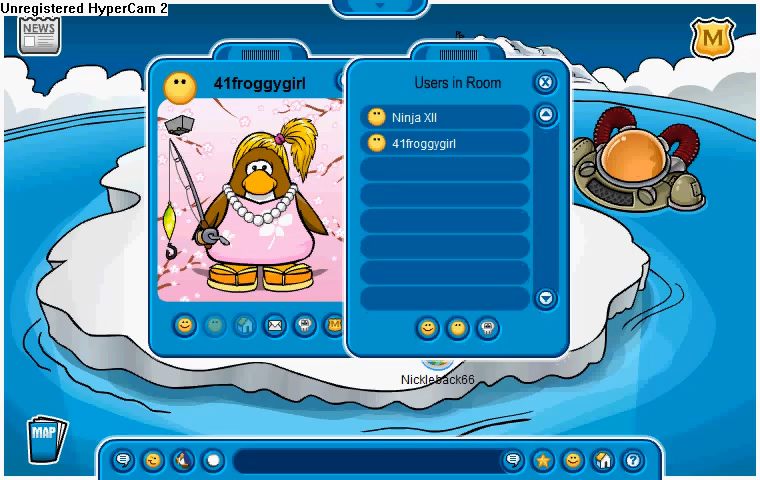 Unregistered HyperCam 2
NEWS
M
41froggygirl
Users in Room
X
Ninja XII
41froggygirl
M
Nickleback66
MAP
?